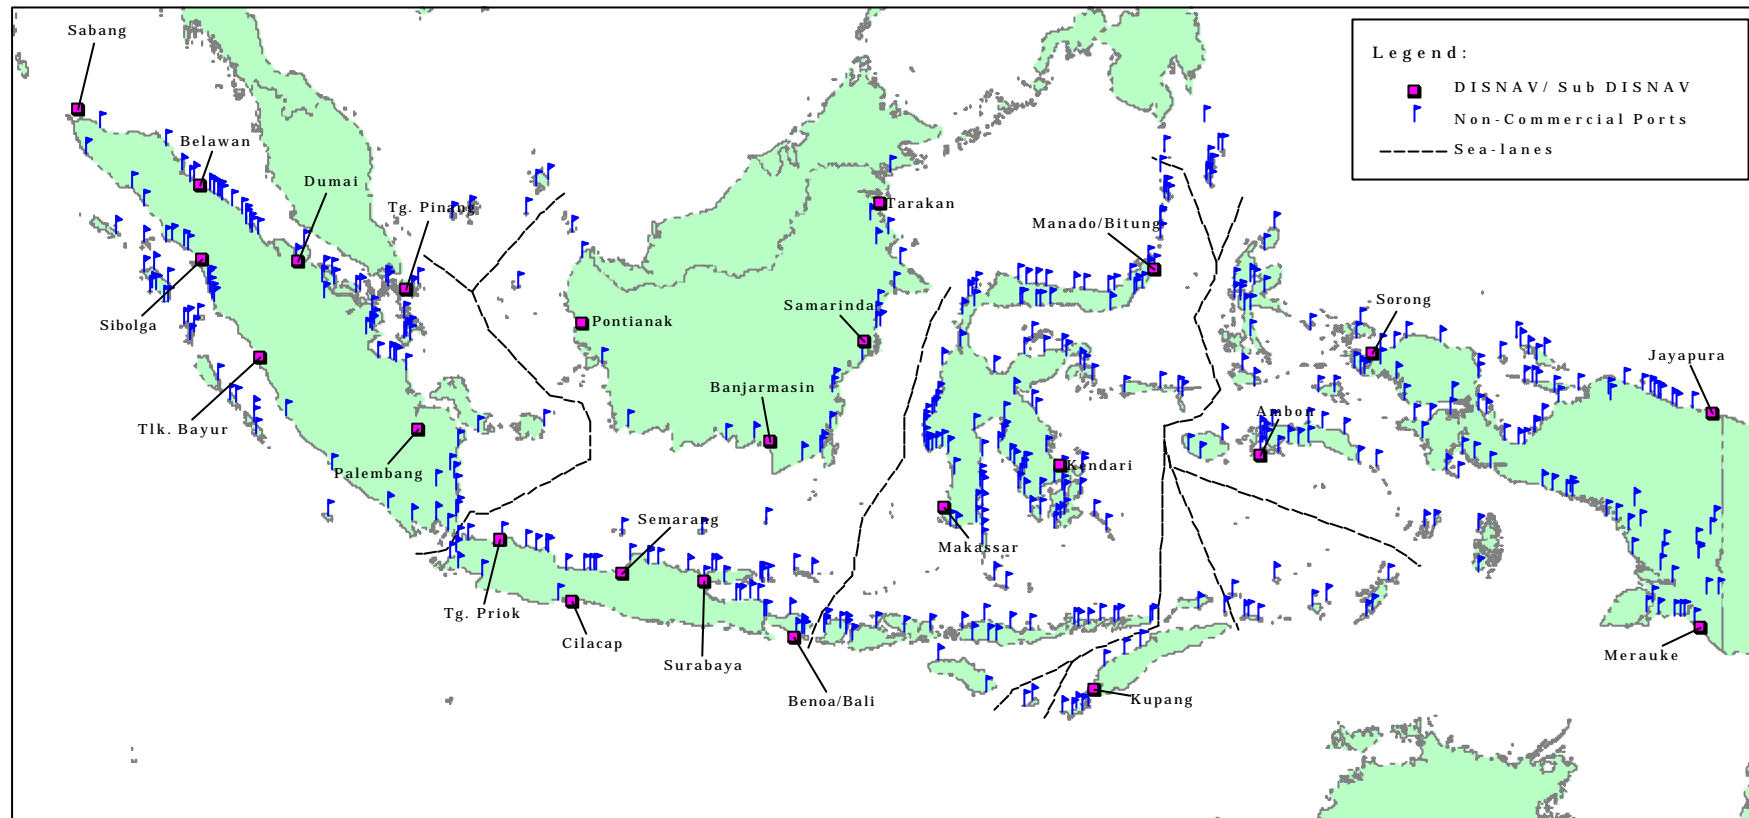 Sabang
Legend:
DISNAV/ Sub DISNAV
Non-Commercial Ports
Sea-lanes
Belawan
Dumai
Tg. Pinang
Tarakan
Manado/Bitung
Sorong
Samarinda
Sibolga
Pontianak
Jayapura
Banjarmasin
Ambon
Tlk. Bayur
Palembang
Kendari
Semarang
Makassar
Tg. Priok
Cilacap
Surabaya
Merauke
Benoa/Bali
Kupang